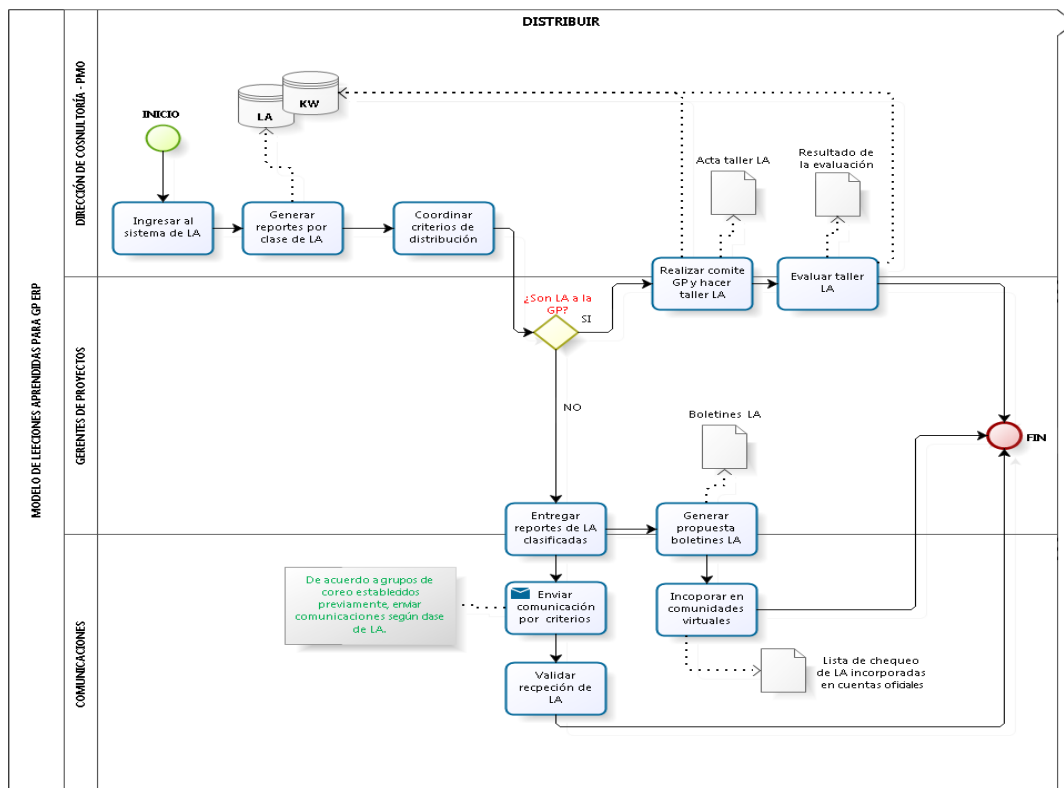 DISTRIBUIR
MODELO DE LECCIONES APRENDIDAS PARA GP ERP
DIRECCIÓN DE COSNULTORÍA - PMO
INICIO
LA
KW
Ingresar al
sistema de LA
Generar
reportes por
clase de LA
Coordinar
criterios de
distribución
Acta taller LA
Resultado de
la evaluación
Realizar comite
GP y hacer
taller LA
Evaluar taller
LA
GERENTES DE PROYECTOS
¿Son LA a la
GP?
SI
NO
Boletines LA
FIN
Entregar
reportes de LA
clasificadas
Generar
propuesta
boletines LA
COMUNICACIONES
De acuerdo a grupos de
coreo establecidos
previamente, enviar
comunicaciones según clase
de LA.
Enviar
comunicación
por criterios
Incoporar en
comunidades
virtuales
Validar
recpeción de
LA
Lista de chequeo
de LA incorporadas
en cuentas oficiales